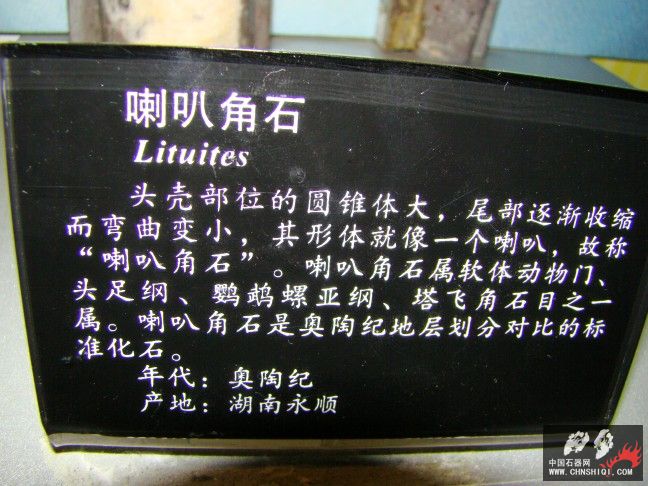 喇叭角石
Lituites
头壳部位的圆锥体大，尾部逐渐收缩
而弯曲变小，其形体就像一个喇叭，故称
“喇叭角石”。喇叭角石属软体动物门、
头足纲、鹦鹉螺亚纲、塔飞角石目之一
属。喇叭角石是奥陶纪地层划分对比的标
准化石。
年代：奥陶纪
产地：湖南永顺
中国石器网
WWW.CHNSHIQI.COM